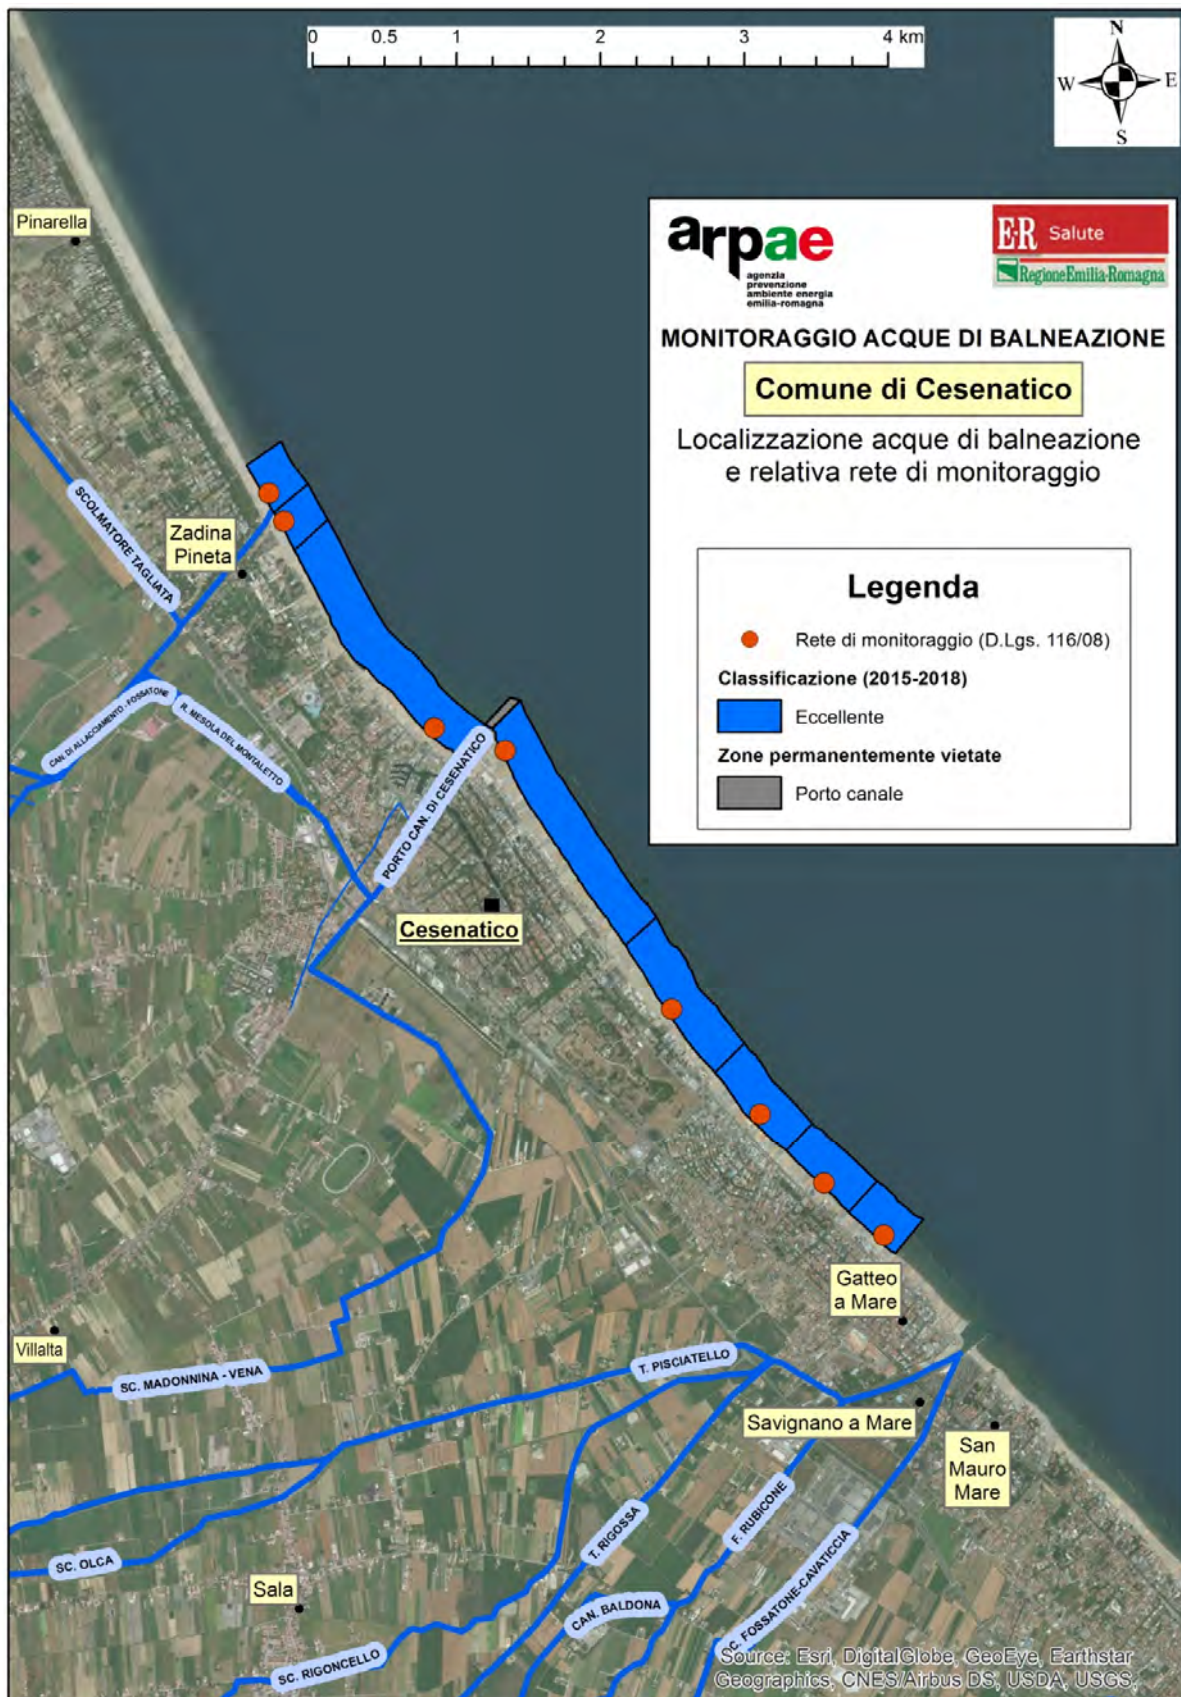 0 0.5 1 2 3 4 km
N
W E
S
Pinarella
arpae
agenzia
prevenzione
ambiente energia
emilia-romagna
E-R Salute
RegioneEmilia-Romagna
MONITORAGGIO ACQUE DI BALNEAZIONE
Comune di Cesenatico
Localizzazione acque di balneazione
e relativa rete di monitoraggio
Legenda
Rete di monitoraggio (D.Lgs. 116/08)
Classificazione (2015-2018)
Eccellente
Zone permanentemente vietate
Porto canale
SCOLMATORE TAGLIATA
Zadina
Pineta
CAN. DI ALLACCIAMENTO - FOSSATONE
R. MESOLA DEL MONTALETTO
PORTO CAN. DI CESENATICO
Cesenatico
Gatteo
a Mare
Villalta
SC. MADONNINA - VENA
T. PISCIATELLO
Savignano a Mare
San
Mauro
Mare
SC. OLCA
T. RIGOSSA
F. RUBICONE
SC. FOSSATONE-CAVATICCIA
Sala
CAN. BALDONA
SC. RIGONCELLO
Source: Esri, DigitalGlobe, GeoEye, Earthstar
Geographics, CNES/Airbus DS, USDA, USGS,